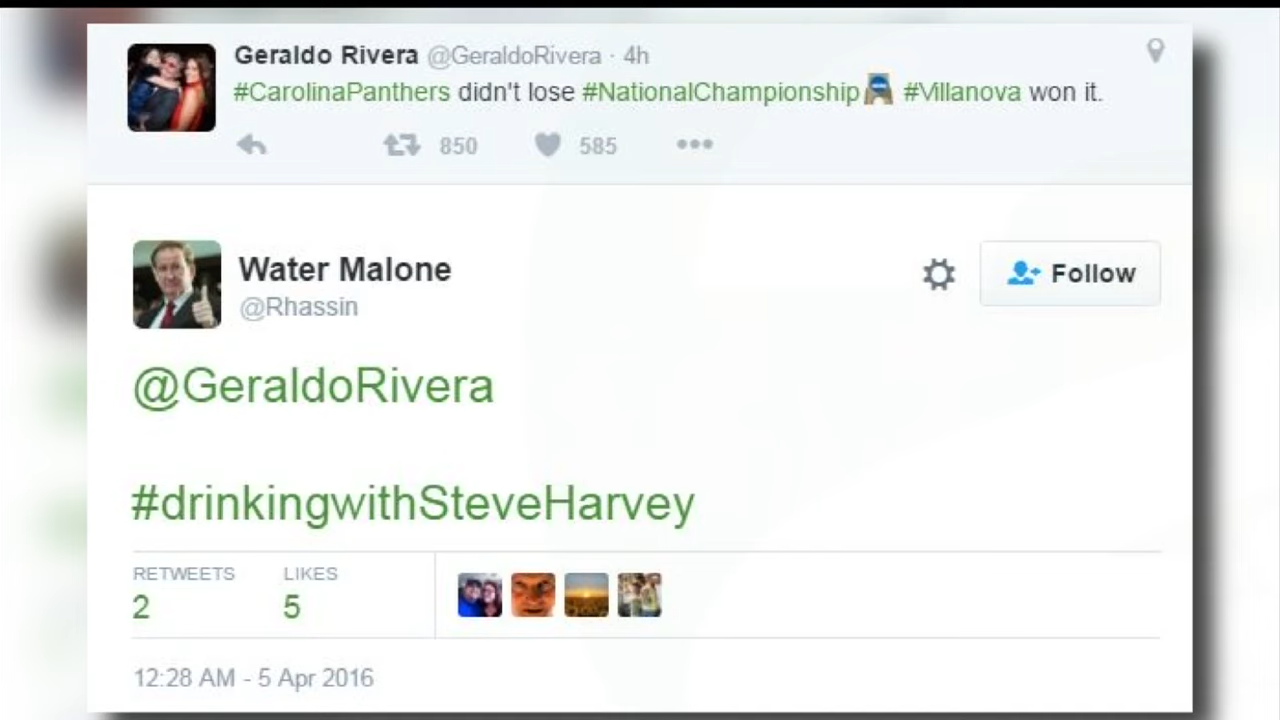 Geraldo Rivera @GeraldoRivera · 4h
#CarolinaPanthers didn't lose #NationalChampionship #Villanova won it.
850 585
Water Malone
@Rhassin
Follow
@GeraldoRivera
#drinkingwithSteveHarvey
RETWEETS LIKES
2 5
12:28 AM - 5 Apr 2016